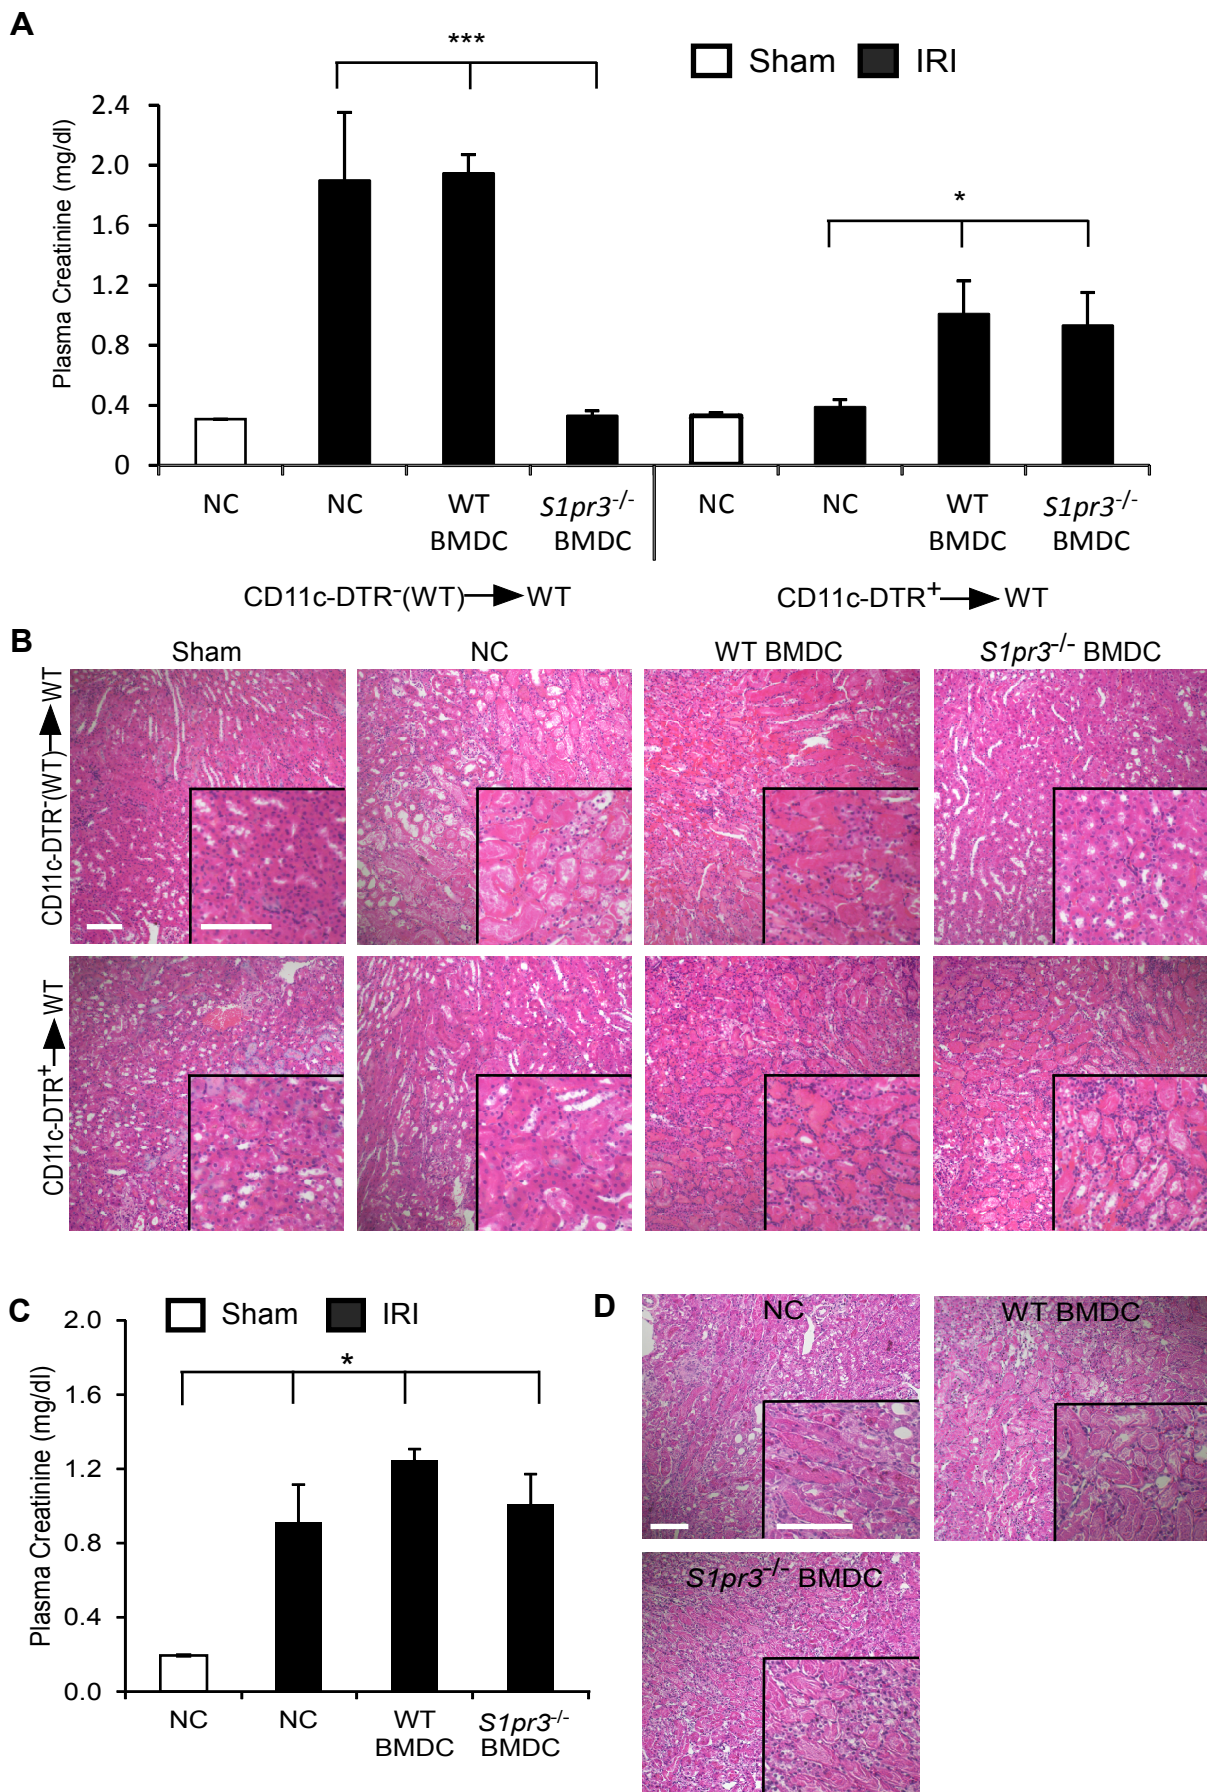 A
***
Sham IRI
Plasma Creatinine (mg/dl)
2.4
2.0
1.6
1.2
0.8
0.4
0
*
NC NC WT S1pr3-/- NC NC WT S1pr3-/-
BMDC BMDC BMDC BMDC
CD11c-DTR-(WT) WT CD11c-DTR+ WT
B
Sham NC WT BMDC S1pr3-/- BMDC
CD11c-DTR-(WT) WT
CD11c-DTR+ WT
C
Sham IRI
Plasma Creatinine (mg/dl)
2.0
1.6
1.2
0.8
0.4
0.0
*
NC NC WT S1pr3-/-
BMDC BMDC
D
NC WT BMDC
S1pr3-/- BMDC